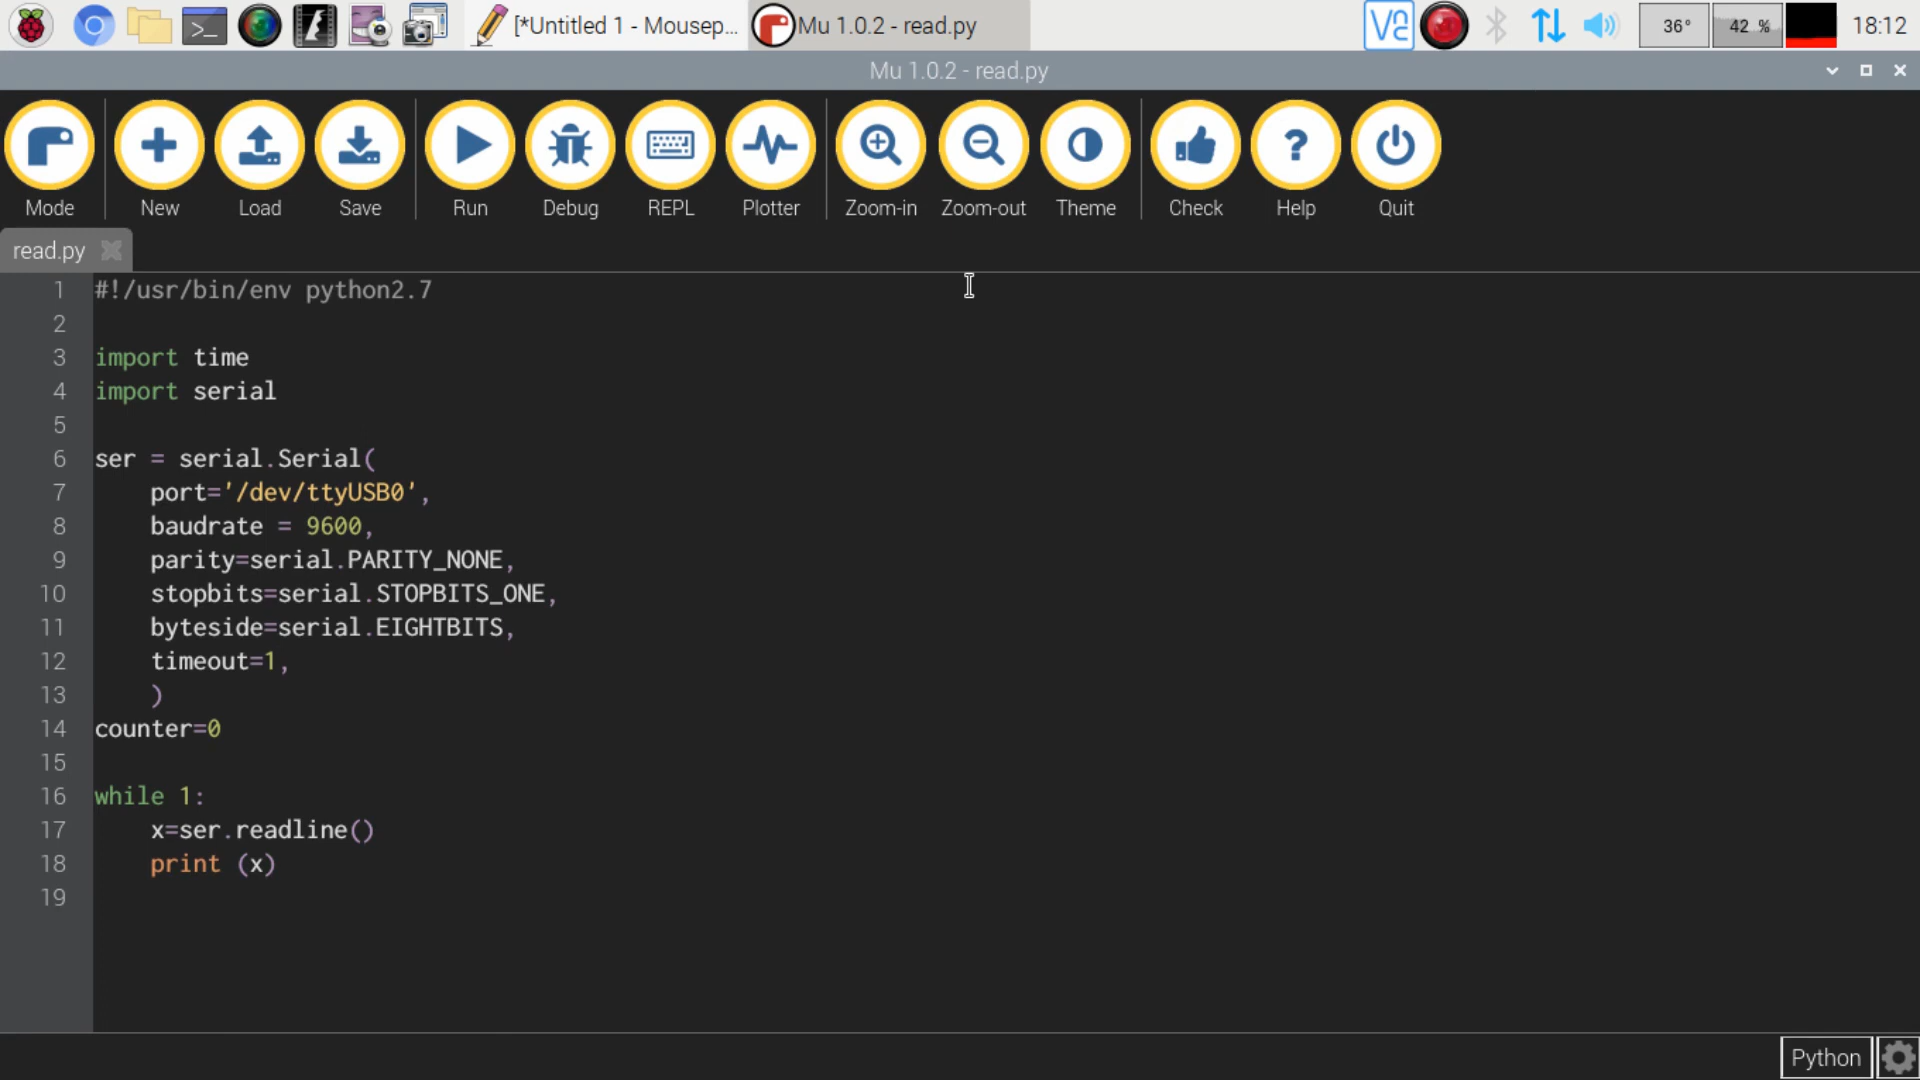 [*Untitled 1 - Mousep...
Mu 1.0.2 - read.py
36°
42 %
18:12
Mu 1.0.2 - read.py
Mode
New
Load
Save
Run
Debug
REPL
Plotter
Zoom-in
Zoom-out
Theme
Check
Help
Quit
read.py
1 #!/usr/bin/env python2.7
2
3 import time
4 import serial
5
6 ser = serial.Serial(
7     port='/dev/ttyUSB0',
8     baudrate = 9600,
9     parity=serial.PARITY_NONE,
10     stopbits=serial.STOPBITS_ONE,
11     byteside=serial.EIGHTBITS,
12     timeout=1,
13     )
14 counter=0
15
16 while 1:
17     x=ser.readline()
18     print (x)
19
Python